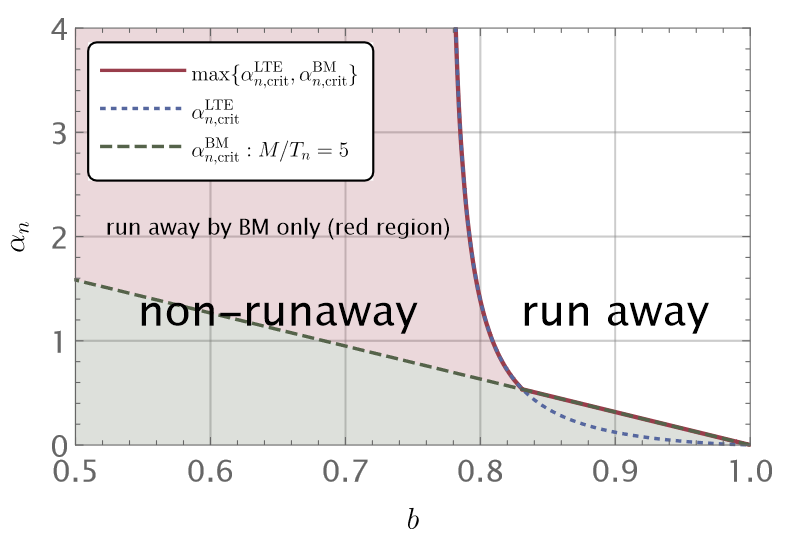 4
3
2
1
0
α_n
max{α^LTE_n,crit, α^BM_n,crit}
α^LTE_n,crit
α^BM_n,crit : M/T_n = 5
run away by BM only (red region)
non-runaway
run away
0.5 0.6 0.7 0.8 0.9 1.0
b